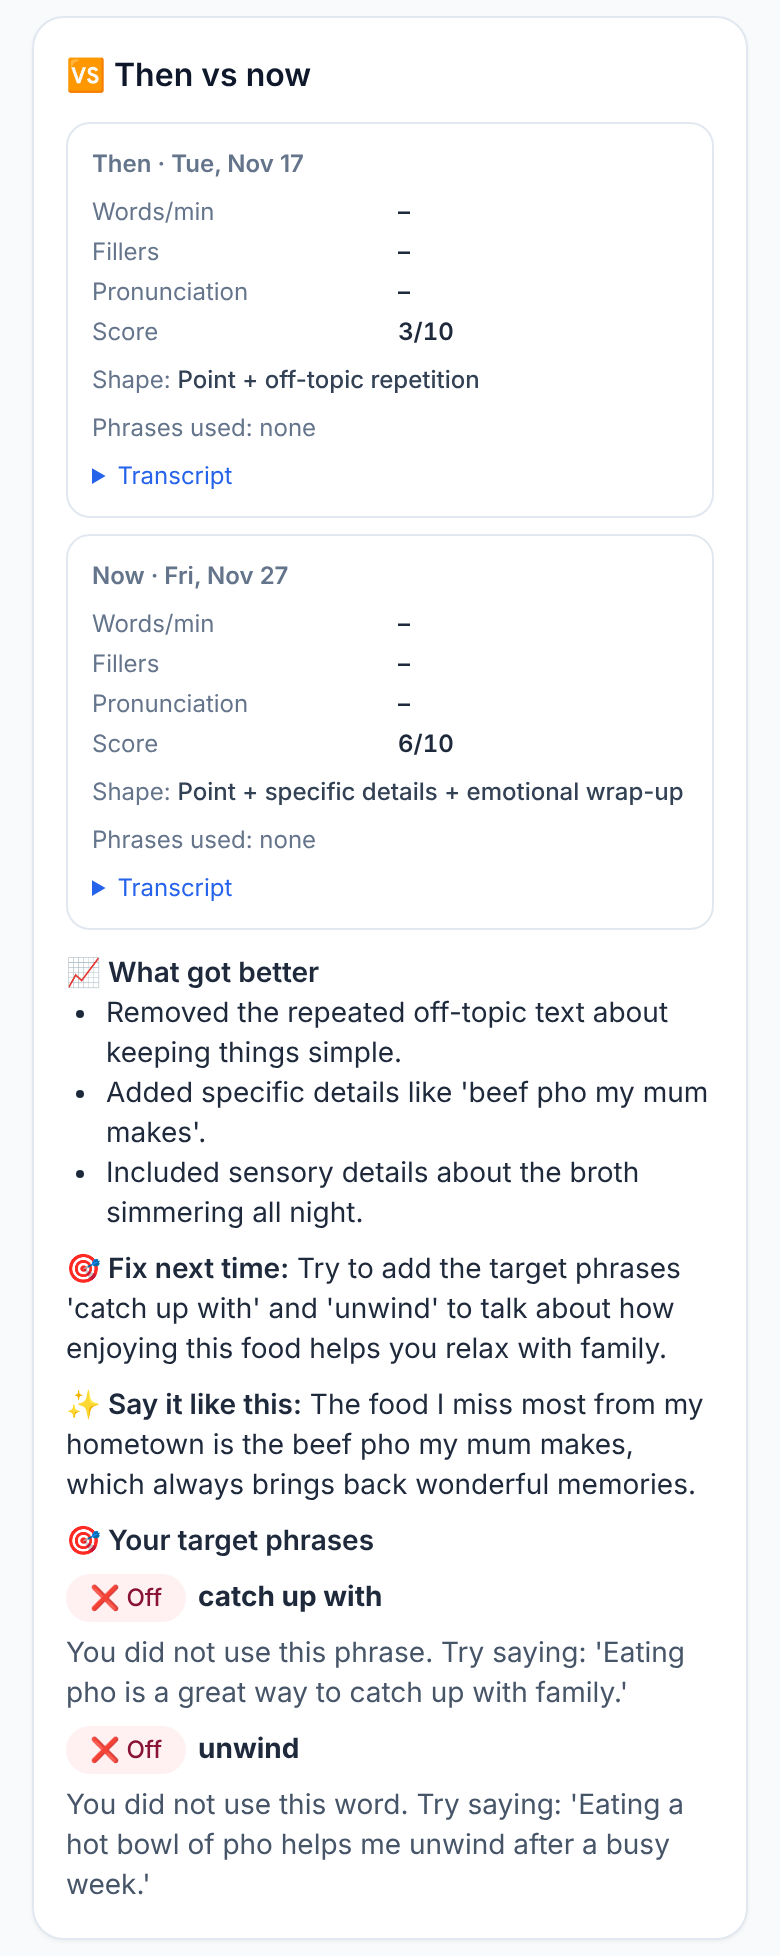 🆚 Then vs now
Then · Tue, Nov 17
Words/min –
Fillers –
Pronunciation –
Score 3/10
Shape: Point + off-topic repetition
Phrases used: none
▶ Transcript
Now · Fri, Nov 27
Words/min –
Fillers –
Pronunciation –
Score 6/10
Shape: Point + specific details + emotional wrap-up
Phrases used: none
▶ Transcript
📈 What got better
• Removed the repeated off-topic text about
keeping things simple.
• Added specific details like 'beef pho my mum
makes'.
• Included sensory details about the broth
simmering all night.
🎯 Fix next time: Try to add the target phrases
'catch up with' and 'unwind' to talk about how
enjoying this food helps you relax with family.
✨ Say it like this: The food I miss most from my
hometown is the beef pho my mum makes,
which always brings back wonderful memories.
🎯 Your target phrases
❌ Off catch up with
You did not use this phrase. Try saying: 'Eating
pho is a great way to catch up with family.'
❌ Off unwind
You did not use this word. Try saying: 'Eating a
hot bowl of pho helps me unwind after a busy
week.'